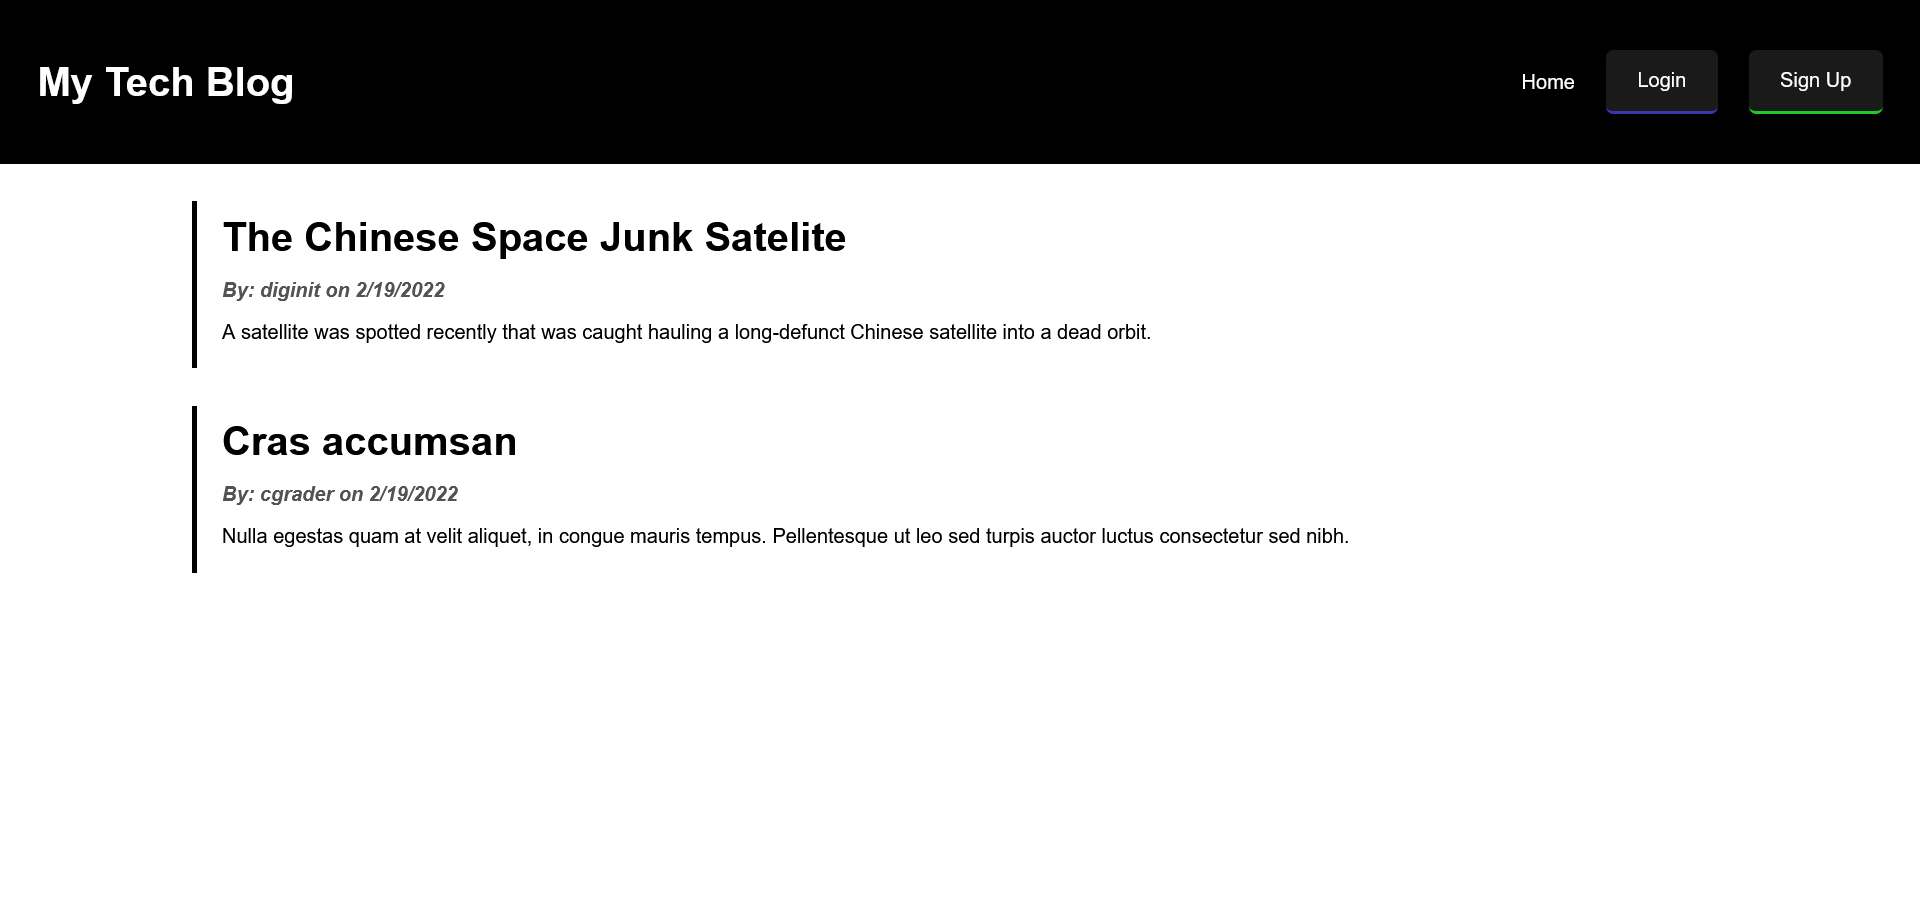 My Tech Blog
Home
Login
Sign Up
The Chinese Space Junk Satelite
By: diginit on 2/19/2022
A satellite was spotted recently that was caught hauling a long-defunct Chinese satellite into a dead orbit.
Cras accumsan
By: cgrader on 2/19/2022
Nulla egestas quam at velit aliquet, in congue mauris tempus. Pellentesque ut leo sed turpis auctor luctus consectetur sed nibh.